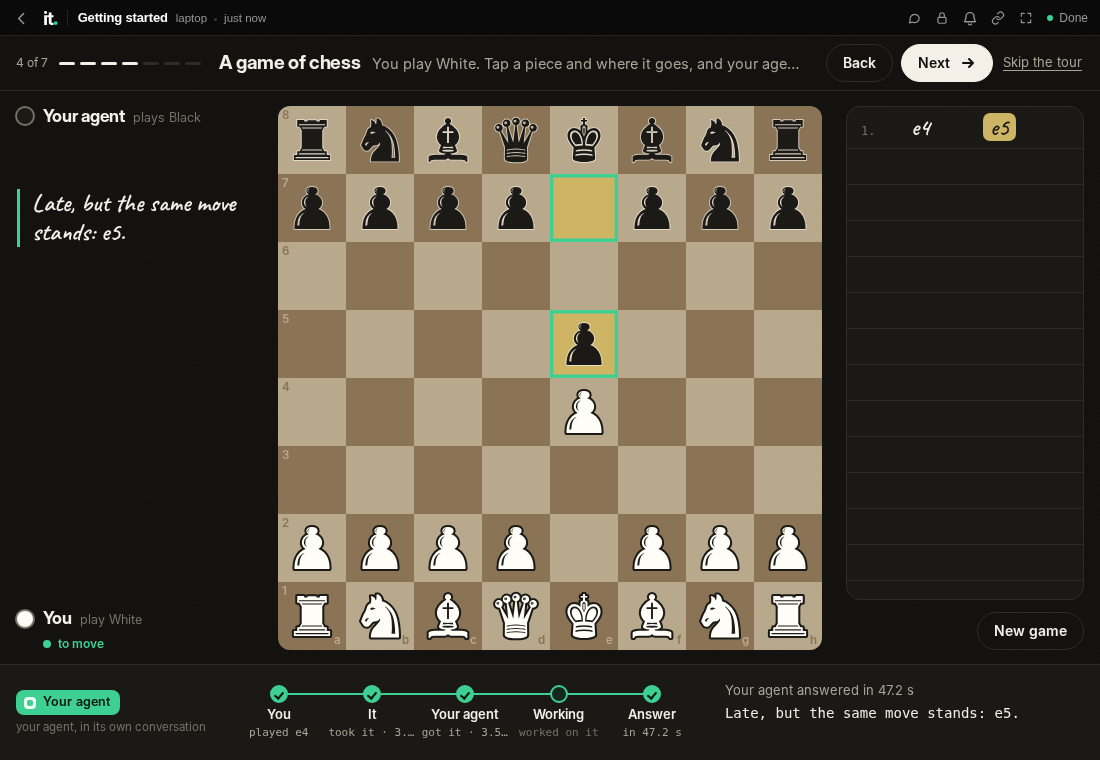 it.
Getting started laptop • just now
Done
4 of 7
A game of chess You play White. Tap a piece and where it goes, and your age...
Back
Next
Skip the tour
Your agent plays Black
Late, but the same move
stands: e5.
8
7
6
5
4
3
2
1
a b c d e f g h
1. e4 e5
You play White
to move
New game
Your agent
your agent, in its own conversation
You It Your agent Working Answer
played e4 took it · 3.… got it · 3.5… worked on it in 47.2 s
Your agent answered in 47.2 s
Late, but the same move stands: e5.